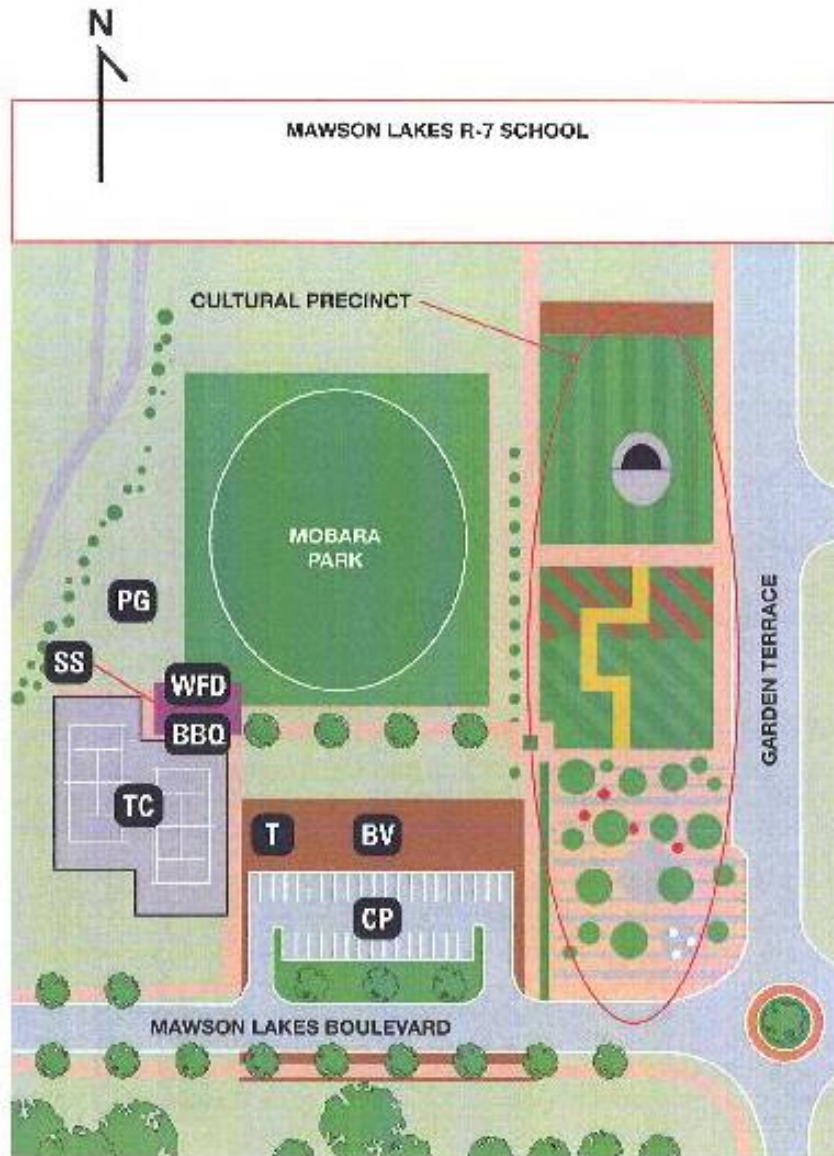 N
MAWSON LAKES R-7 SCHOOL
CULTURAL PRECINCT
MOBARA
PARK
PG
SS
WFD
BBQ
TC
T
BV
CP
GARDEN TERRACE
MAWSON LAKES BOULEVARD